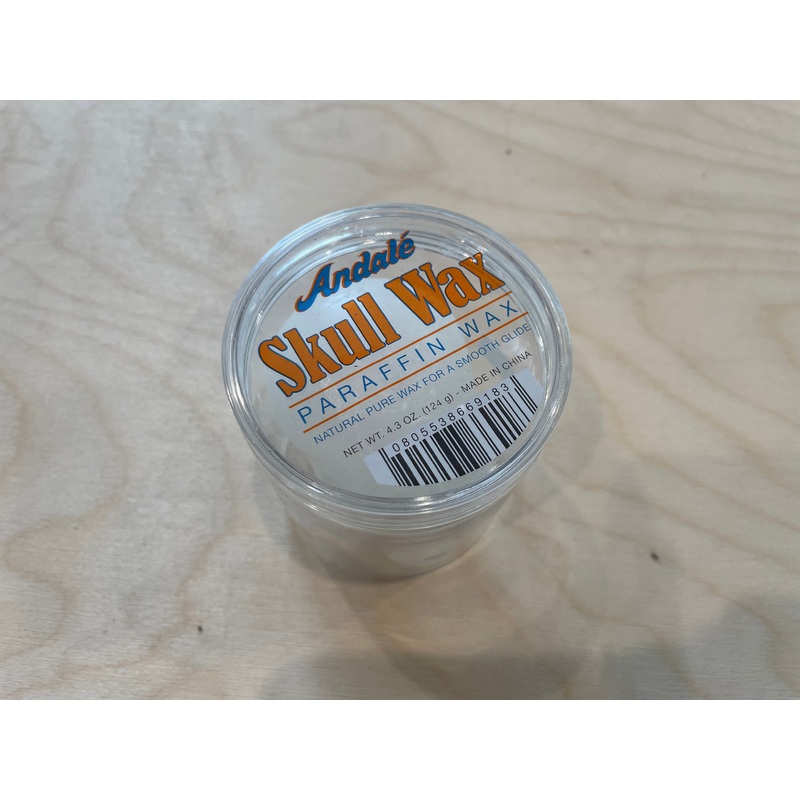 Andalé
Skull Wax
PARAFFIN WAX
NATURAL PURE WAX FOR A SMOOTH GLIDE
NET WT. 4.3 OZ. (124 g) - MADE IN CHINA
0805538669183